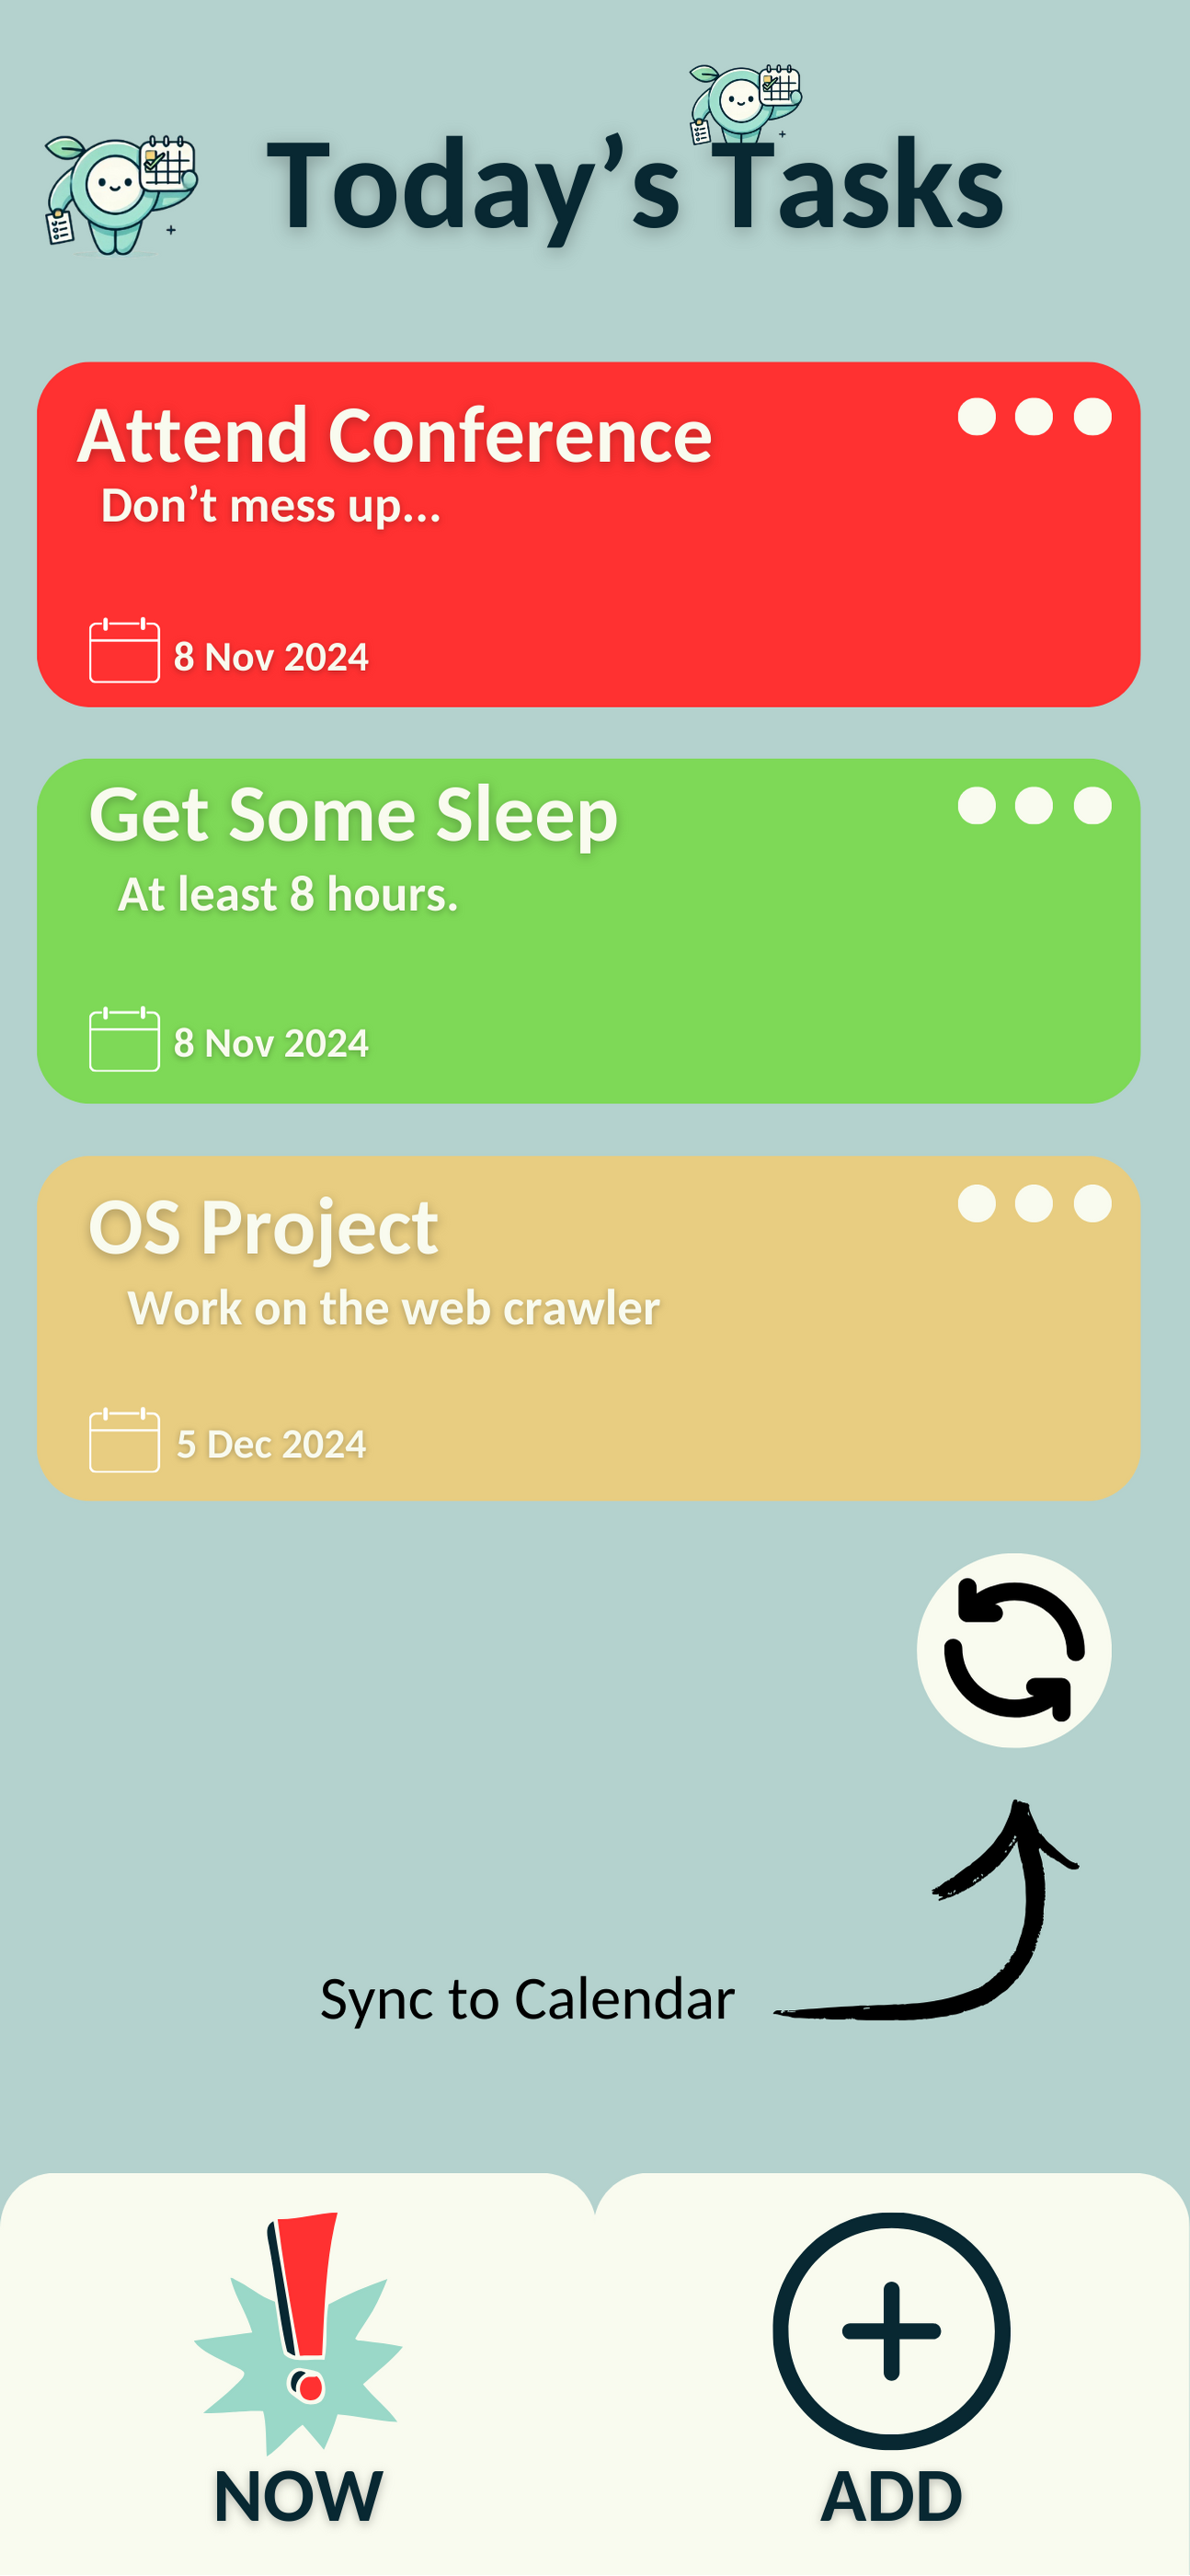 Today’s Tasks
Attend Conference
Don’t mess up...
8 Nov 2024
Get Some Sleep
At least 8 hours.
8 Nov 2024
OS Project
Work on the web crawler
5 Dec 2024
Sync to Calendar
NOW
ADD